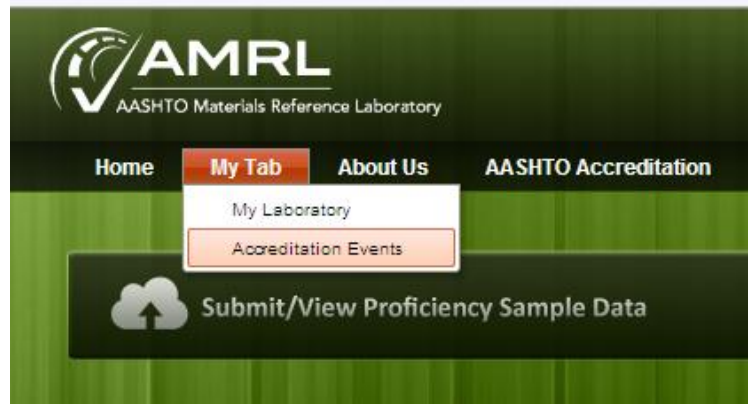 AMRL
AASHTO Materials Reference Laboratory
Home My Tab About Us AASHTO Accreditation
My Laboratory
Accreditation Events
Submit/View Proficiency Sample Data